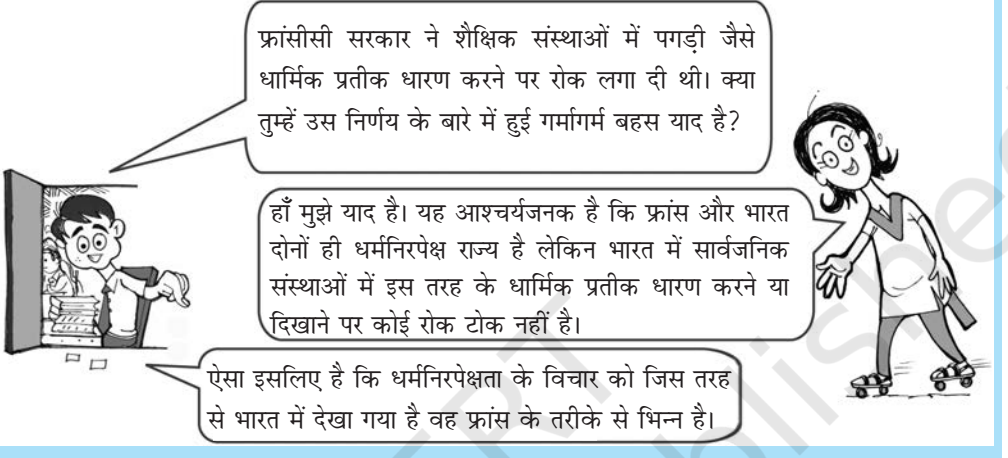 फ्रांसीसी सरकार ने शैक्षिक संस्थाओं में पगड़ी जैसे
धार्मिक प्रतीक धारण करने पर रोक लगा दी थी। क्या
तुम्हें उस निर्णय के बारे में हुई गर्मागर्म बहस याद है?
हाँ मुझे याद है। यह आश्चर्यजनक है कि फ्रांस और भारत
दोनों ही धर्मनिरपेक्ष राज्य है लेकिन भारत में सार्वजनिक
संस्थाओं में इस तरह के धार्मिक प्रतीक धारण करने या
दिखाने पर कोई रोक टोक नहीं है।
ऐसा इसलिए है कि धर्मनिरपेक्षता के विचार को जिस तरह
से भारत में देखा गया है वह फ्रांस के तरीके से भिन्न है।